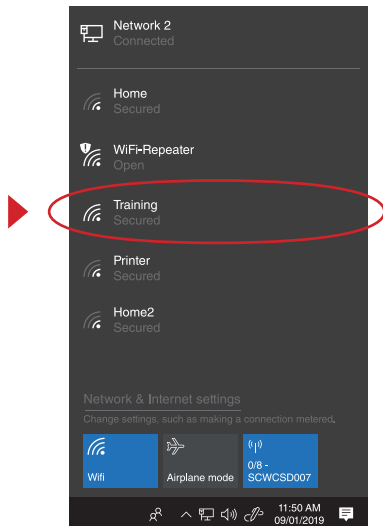 Network 2
Connected
Home
Secured
WiFi-Repeater
Open
Training
Secured
Printer
Secured
Home2
Secured
Network & Internet settings
Change settings, such as making a connection metered.
Wifi
Airplane mode
0/8 -
SCWCSD007
11:50 AM
09/01/2019